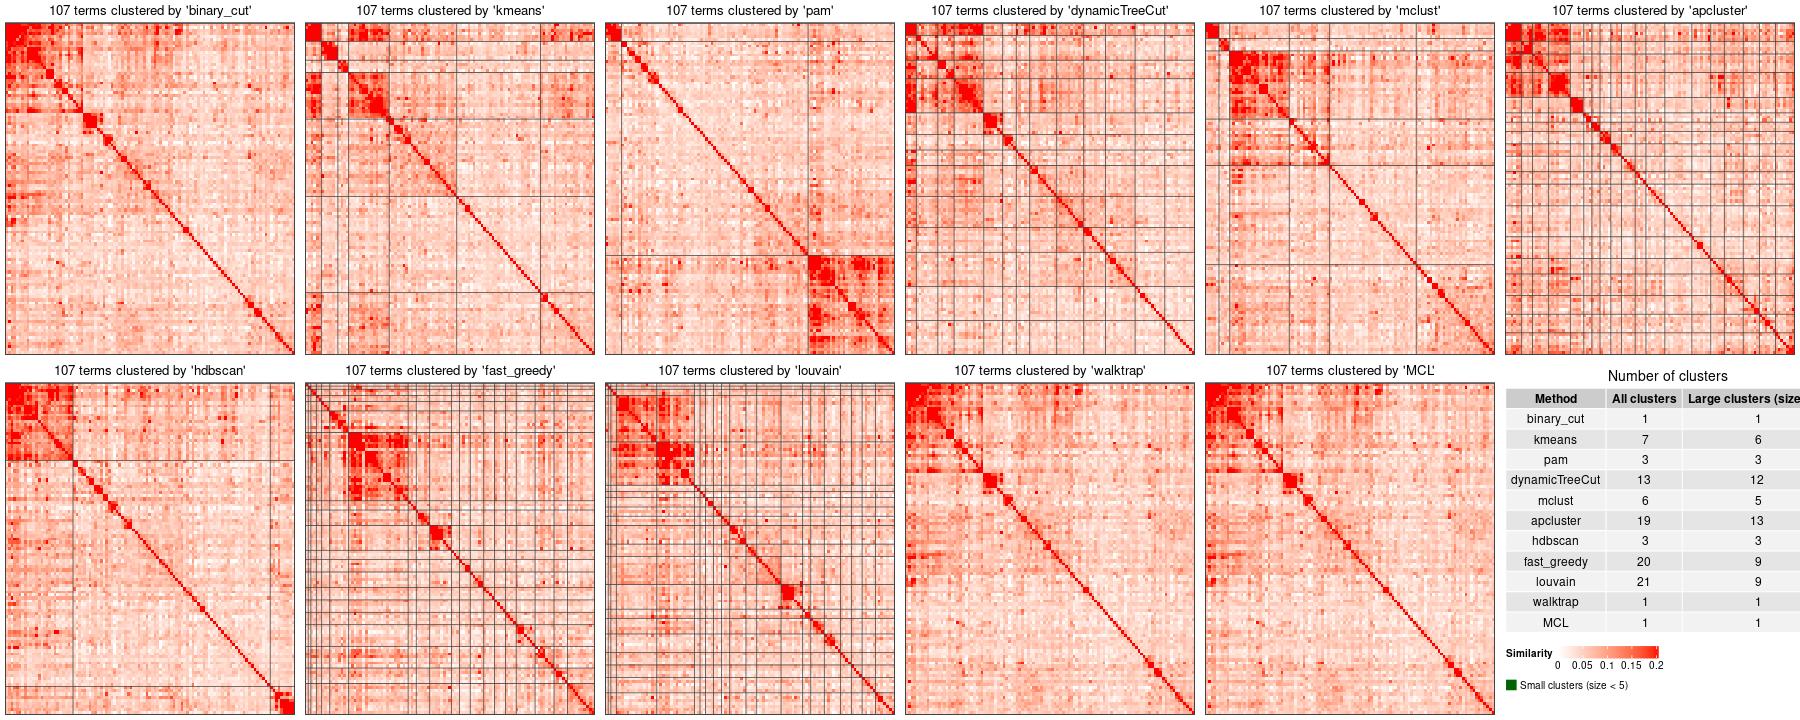 107 terms clustered by 'binary_cut'
107 terms clustered by 'kmeans'
107 terms clustered by 'pam'
107 terms clustered by 'dynamicTreeCut'
107 terms clustered by 'mclust'
107 terms clustered by 'apcluster'
107 terms clustered by 'hdbscan'
107 terms clustered by 'fast_greedy'
107 terms clustered by 'louvain'
107 terms clustered by 'walktrap'
107 terms clustered by 'MCL'
Number of clusters
Method All clusters Large clusters (size
binary_cut 1 1
kmeans 7 6
pam 3 3
dynamicTreeCut 13 12
mclust 6 5
apcluster 19 13
hdbscan 3 3
fast_greedy 20 9
louvain 21 9
walktrap 1 1
MCL 1 1
Similarity
0 0.05 0.1 0.15 0.2
Small clusters (size < 5)